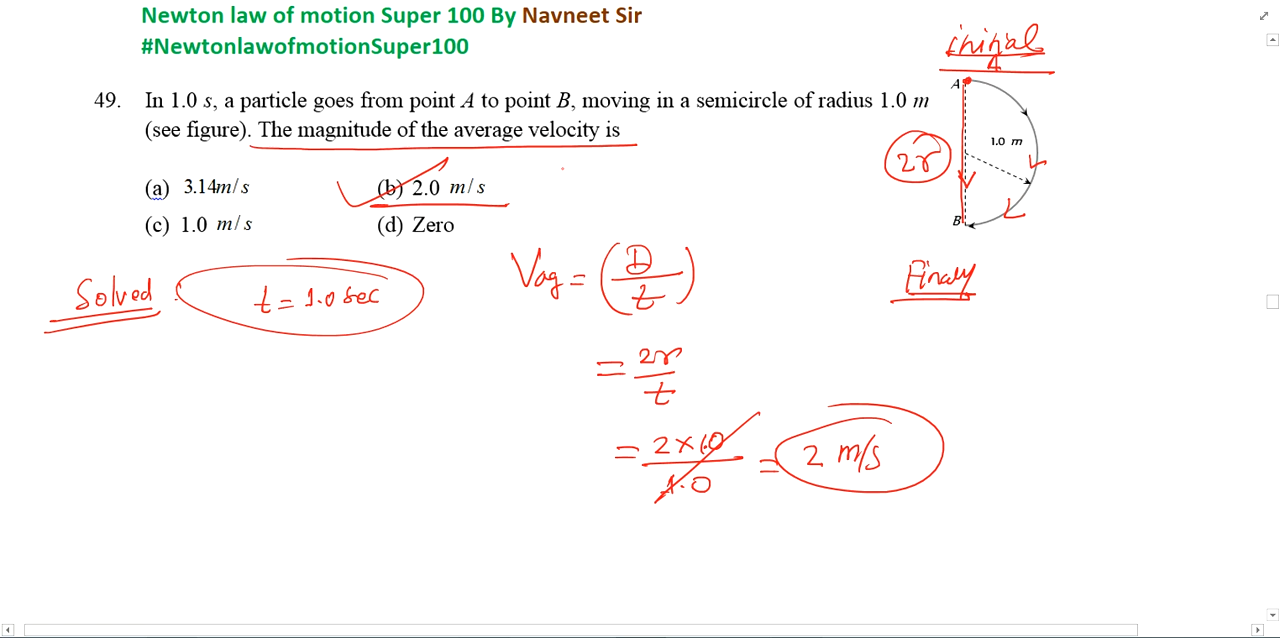 Newton law of motion Super 100 By Navneet Sir
#NewtonlawofmotionSuper100
initial
A
49. In 1.0 s, a particle goes from point A to point B, moving in a semicircle of radius 1.0 m
(see figure). The magnitude of the average velocity is
(a) 3.14m/s (b) 2.0 m/s
(c) 1.0 m/s (d) Zero
A
1.0 m
2r
B
Finaly
Solved : t = 1.0 sec
Vag = (D/t)
= 2r/t
= 2×1.0/1.0 = 2 m/s